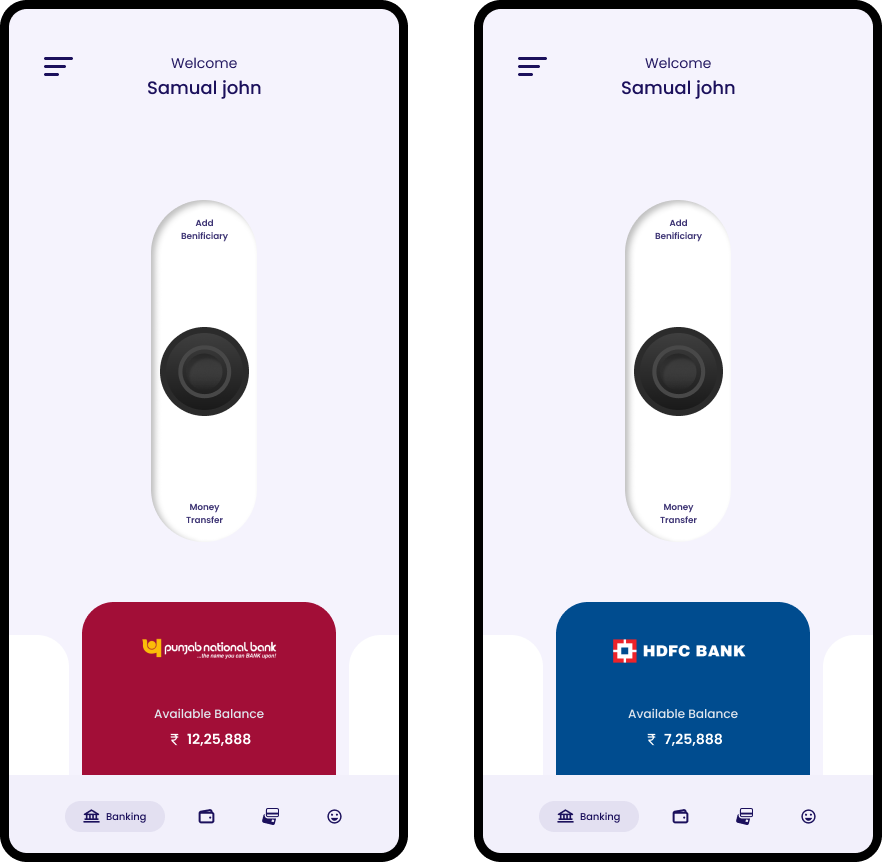 Welcome
Samual john
Add
Benificiary
Money
Transfer
punjab national bank
...the name you can BANK upon!
Available Balance
₹ 12,25,888
Banking
Welcome
Samual john
Add
Benificiary
Money
Transfer
HDFC BANK
Available Balance
₹ 7,25,888
Banking